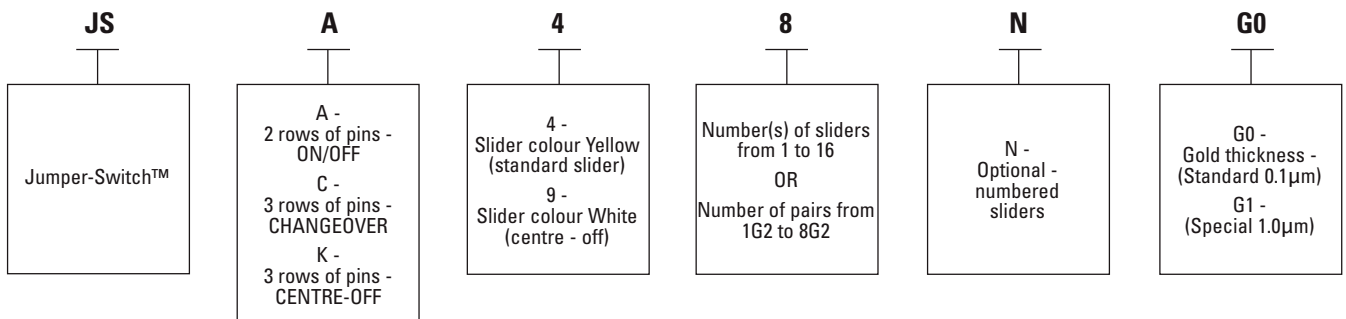 JS
A
4
8
N
G0
Jumper-Switch™
A -
2 rows of pins -
ON/OFF
C -
3 rows of pins -
CHANGEOVER
K -
3 rows of pins -
CENTRE-OFF
4 -
Slider colour Yellow
(standard slider)
9 -
Slider colour White
(centre - off)
Number(s) of sliders
from 1 to 16
OR
Number of pairs from
1G2 to 8G2
N -
Optional -
numbered
sliders
G0 -
Gold thickness -
(Standard 0.1µm)
G1 -
(Special 1.0µm)